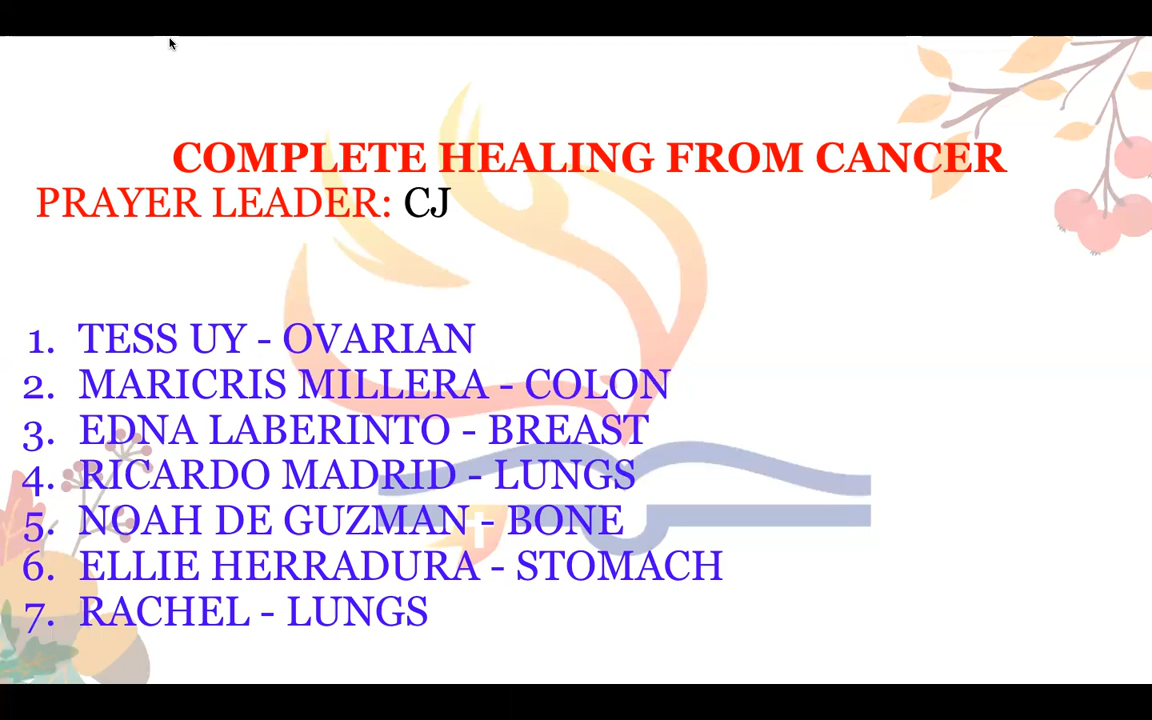 COMPLETE HEALING FROM CANCER
PRAYER LEADER: CJ
1. TESS UY - OVARIAN
2. MARICRIS MILLERA - COLON
3. EDNA LABERINTO - BREAST
4. RICARDO MADRID - LUNGS
5. NOAH DE GUZMAN - BONE
6. ELLIE HERRADURA - STOMACH
7. RACHEL - LUNGS